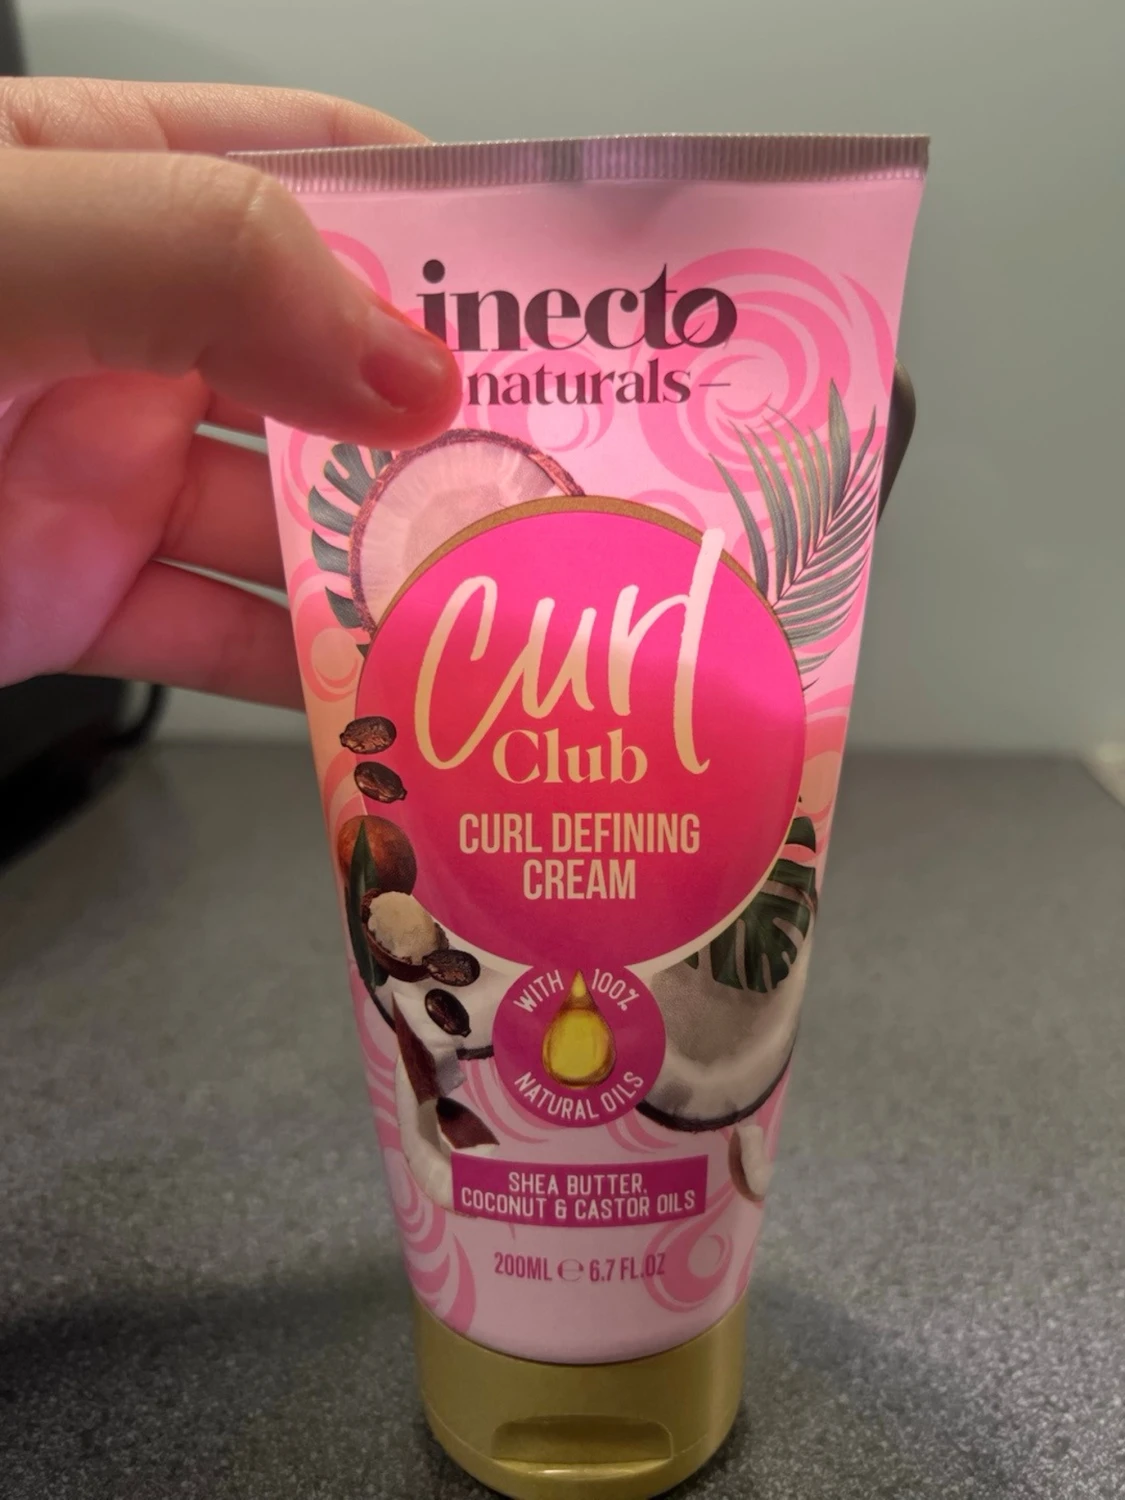 inecto
naturals–
Curl
Club
CURL DEFINING
CREAM
WITH 100%
NATURAL OILS
SHEA BUTTER,
COCONUT & CASTOR OILS
200ML ℮ 6.7 FL.OZ